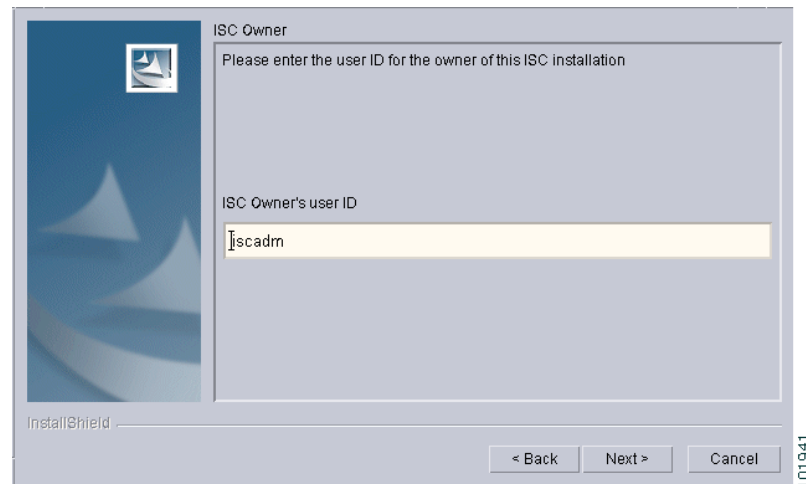 ISC Owner
Please enter the user ID for the owner of this ISC installation
ISC Owner's user ID
iscadm
InstallShield
< Back
Next >
Cancel
01941